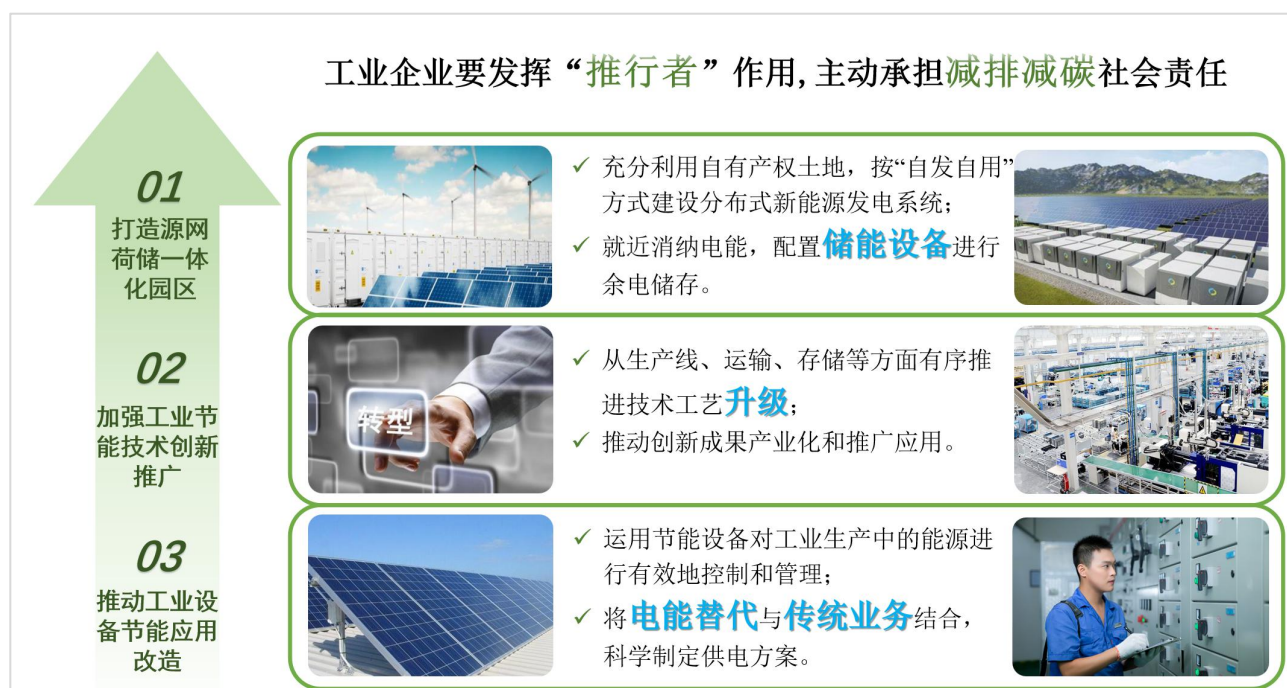 工业企业要发挥“推行者”作用,主动承担减排减碳社会责任
01
打造源网
荷储一体
化园区
✓ 充分利用自有产权土地，按“自发自用”
方式建设分布式新能源发电系统；
✓ 就近消纳电能，配置储能设备进行
余电储存。
02
加强工业节
能技术创新
推广
转型
✓ 从生产线、运输、存储等方面有序推
进技术工艺升级；
✓ 推动创新成果产业化和推广应用。
03
推动工业设
备节能应用
改造
✓ 运用节能设备对工业生产中的能源进
行有效地控制和管理；
✓ 将电能替代与传统业务结合，
科学制定供电方案。